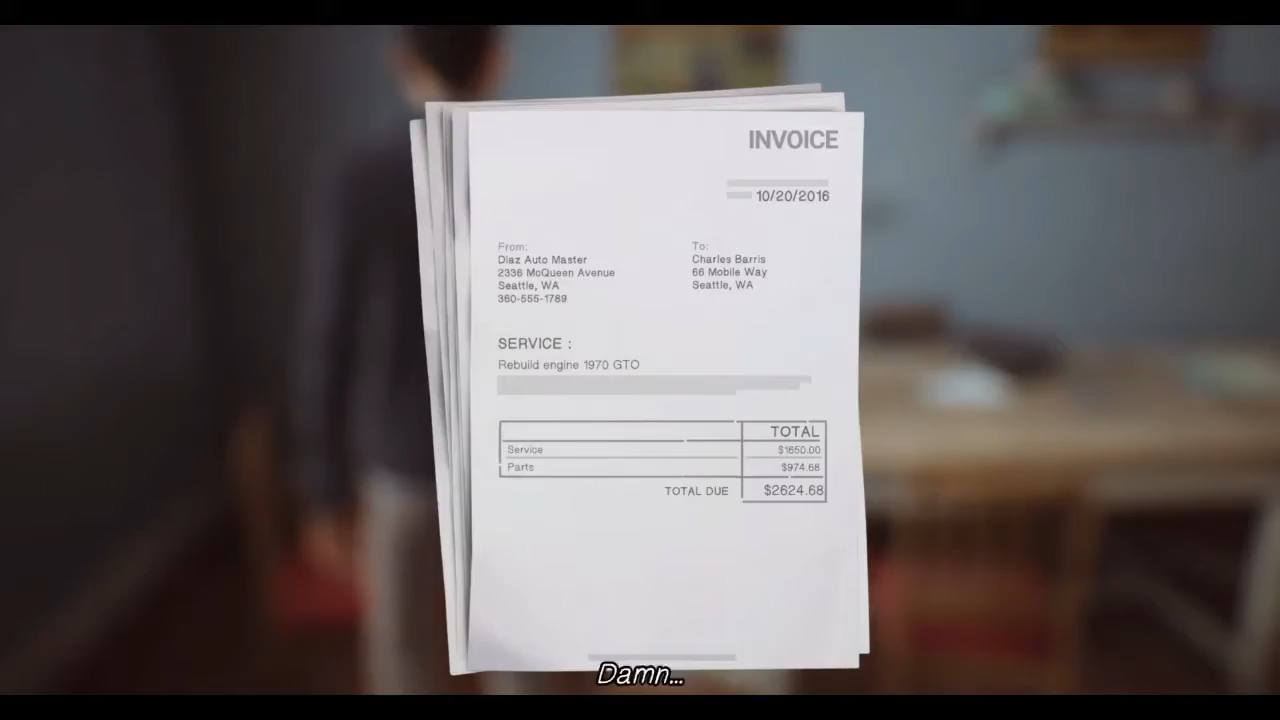 INVOICE
10/20/2016
From:
Diaz Auto Master
2336 McQueen Avenue
Seattle, WA
360-555-1789
To:
Charles Barris
66 Mobile Way
Seattle, WA
SERVICE :
Rebuild engine 1970 GTO
TOTAL
Service $1650.00
Parts $974.68
TOTAL DUE $2624.68
Damn...